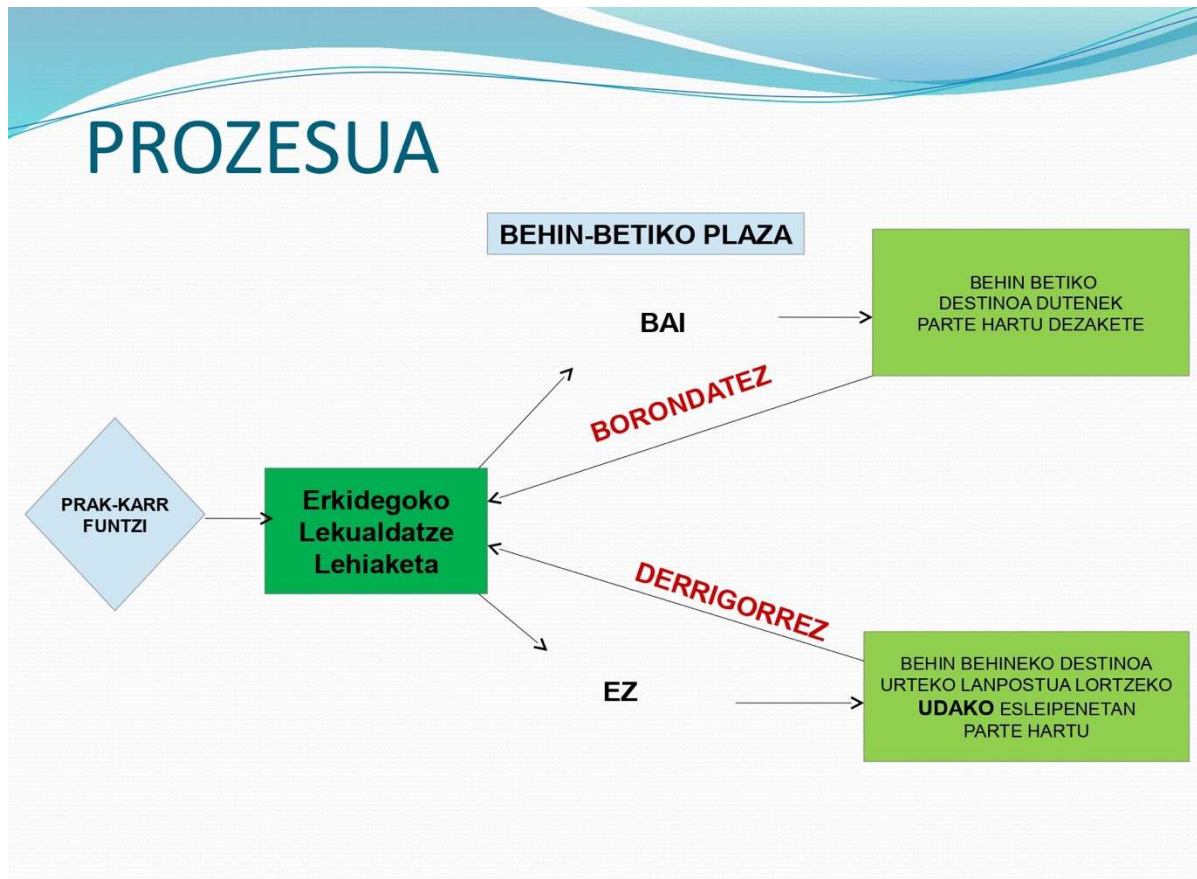 PROZESUA
BEHIN-BETIKO PLAZA
BEHIN BETIKO
DESTINOA DUTENEK
PARTE HARTU DEZAKETE
BAI
BORONDATEZ
PRAK-KARR
FUNTZI
Erkidegoko
Lekualdatze
Lehiaketa
DERRIGORREZ
EZ
BEHIN BEHINEKO DESTINOA
URTEKO LANPOSTUA LORTZEKO
UDAKO ESLEIPENETAN
PARTE HARTU